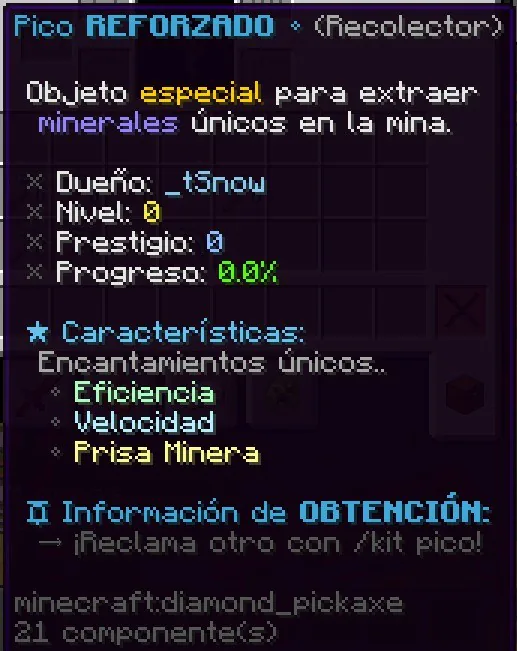 Pico REFORZADO ◦ (Recolector)
Objeto especial para extraer
minerales únicos en la mina.
× Dueño: _tSnow
× Nivel: 0
× Prestigio: 0
× Progreso: 0.0%
★ Características:
Encantamientos únicos..
◦ Eficiencia
◦ Velocidad
◦ Prisa Minera
♊ Información de OBTENCIÓN:
→ ¡Reclama otro con /kit pico!
minecraft:diamond_pickaxe
21 componente(s)